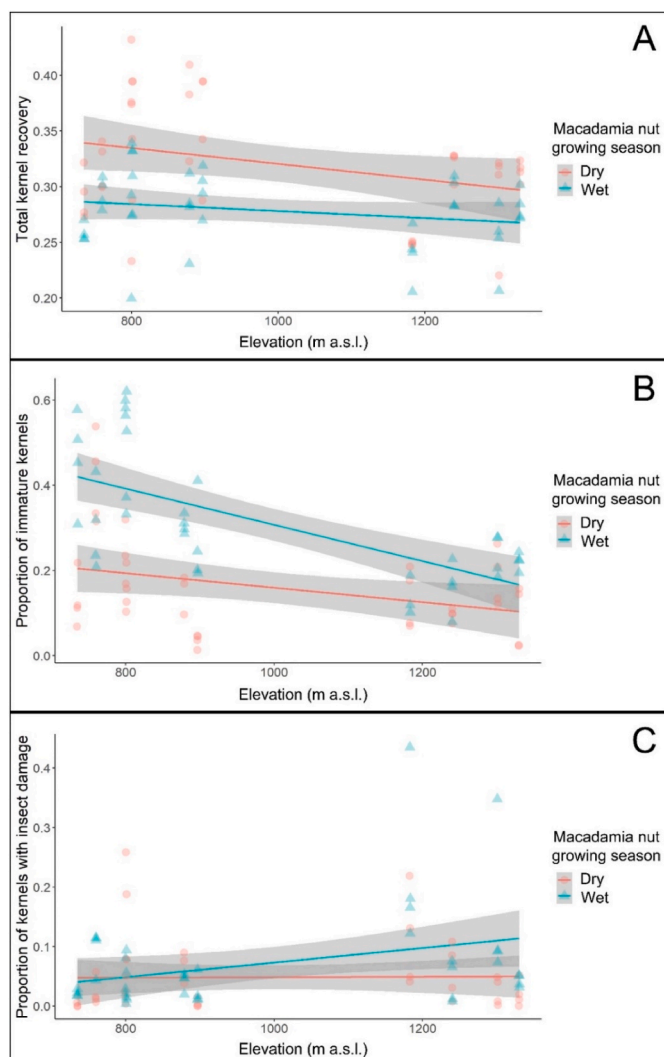 A
Total kernel recovery
0.40
0.35
0.30
0.25
0.20
800
1000
1200
Elevation (m a.s.l.)
Macadamia nut
growing season
Dry
Wet
B
Proportion of immature kernels
0.6
0.4
0.2
0.0
800
1000
1200
Elevation (m a.s.l.)
Macadamia nut
growing season
Dry
Wet
C
Proportion of kernels with insect damage
0.4
0.3
0.2
0.1
0.0
800
1000
1200
Elevation (m a.s.l.)
Macadamia nut
growing season
Dry
Wet